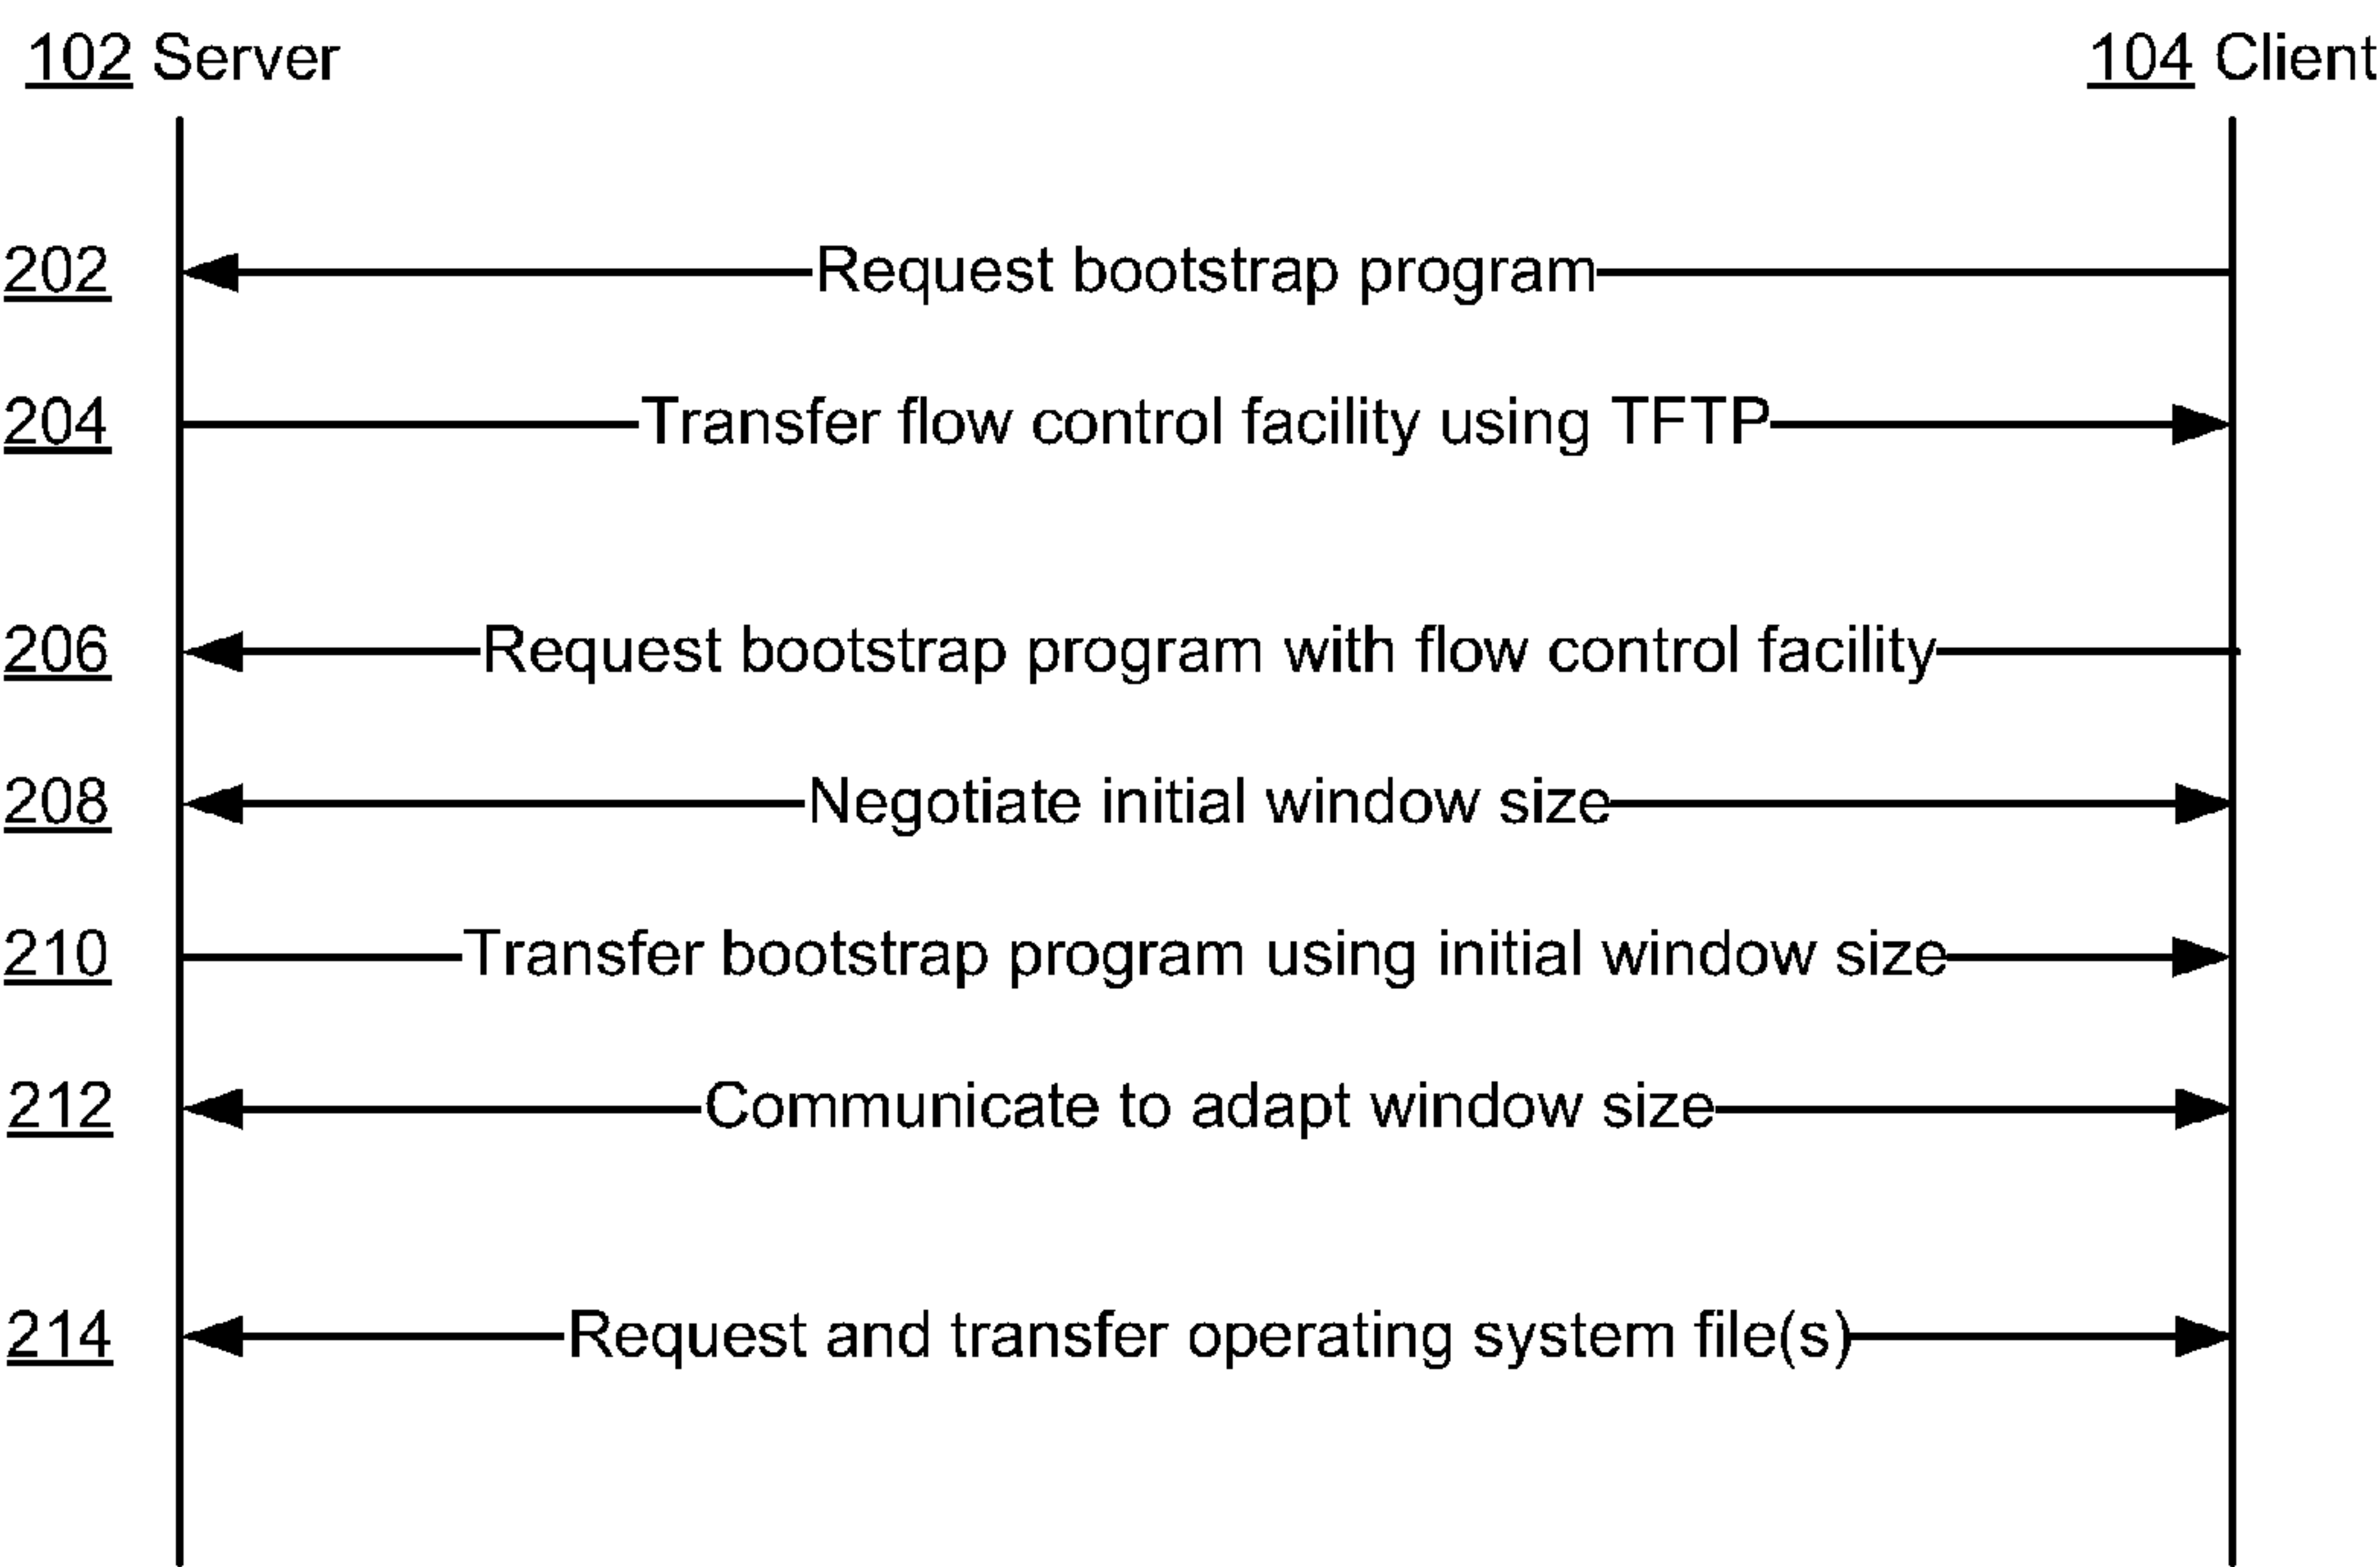 102 Server 104 Client
202 Request bootstrap program
204 Transfer flow control facility using TFTP
206 Request bootstrap program with flow control facility
208 Negotiate initial window size
210 Transfer bootstrap program using initial window size
212 Communicate to adapt window size
214 Request and transfer operating system file(s)